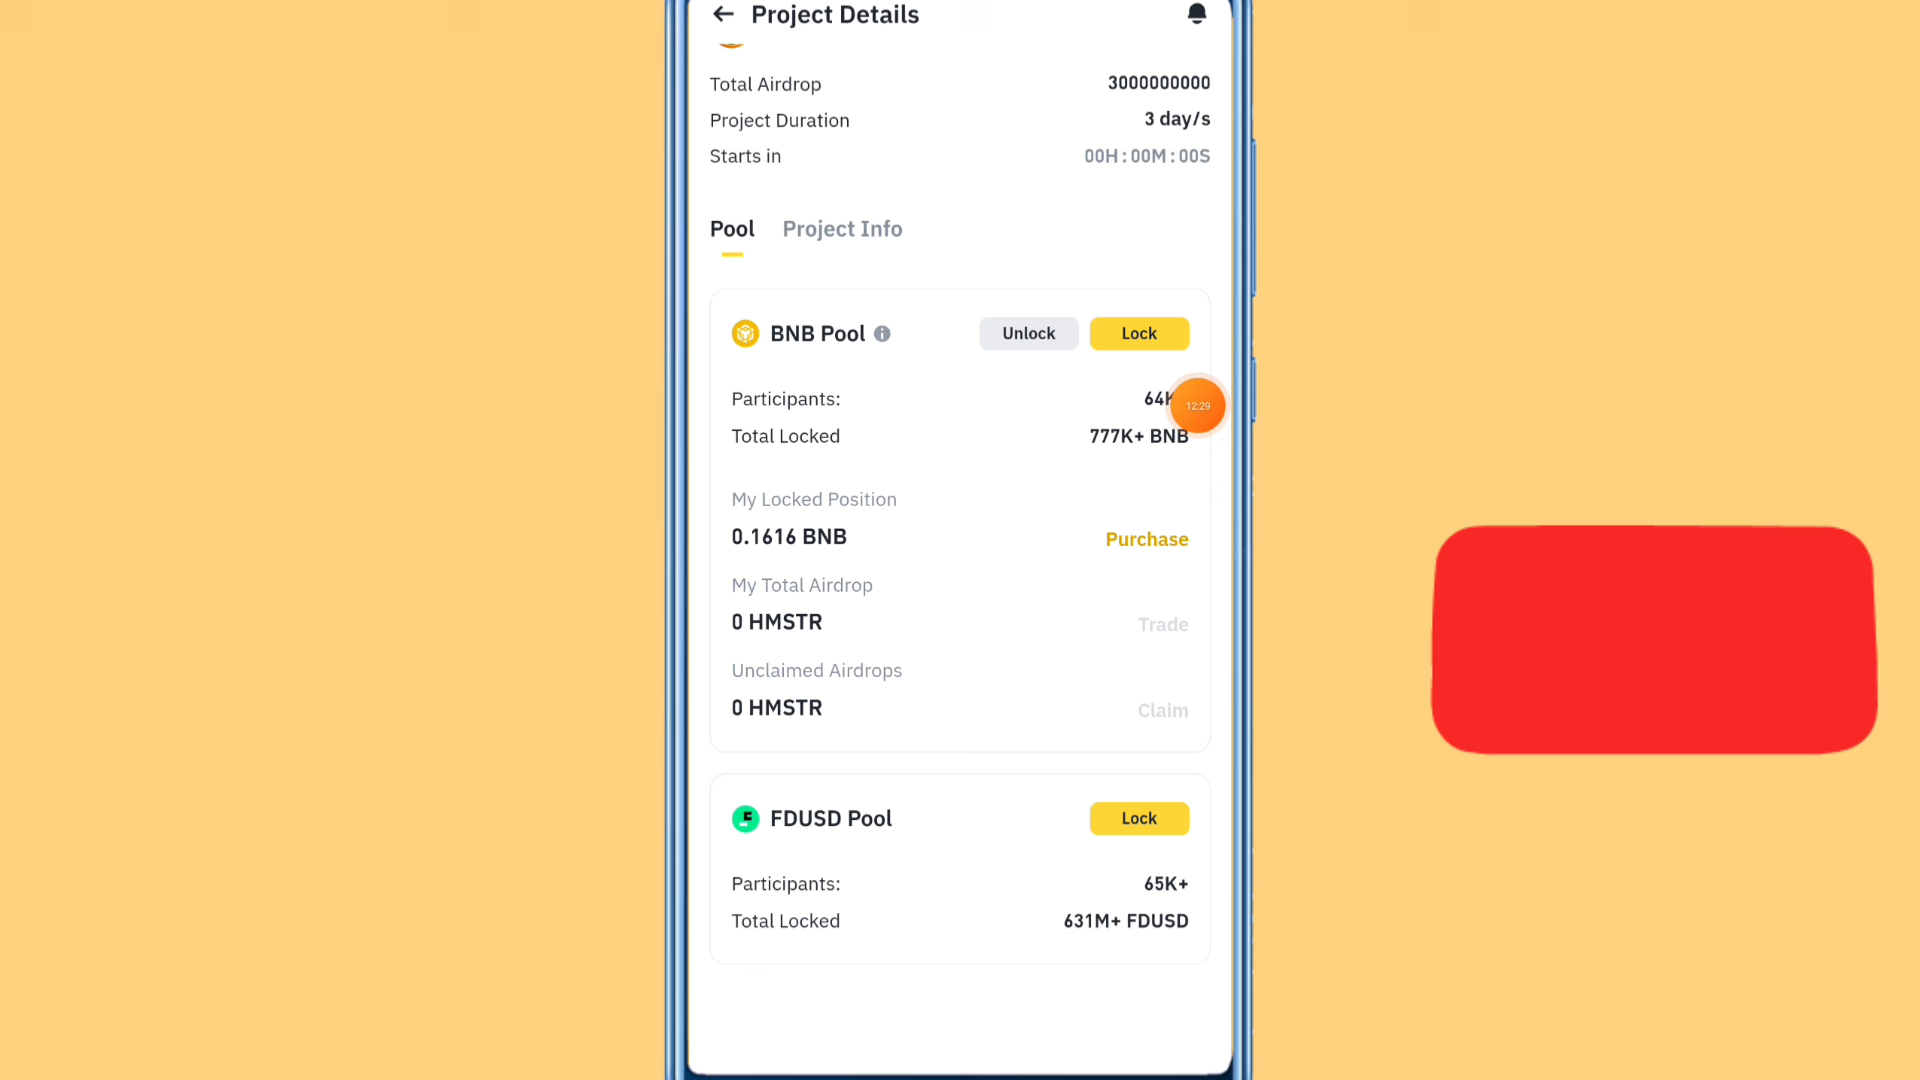 Project Details
Total Airdrop 3000000000
Project Duration 3 day/s
Starts in 00H : 00M : 00S
Pool Project Info
BNB Pool Unlock Lock
Participants: 64K
12:29
Total Locked 777K+ BNB
My Locked Position
0.1616 BNB Purchase
My Total Airdrop
0 HMSTR Trade
Unclaimed Airdrops
0 HMSTR Claim
FDUSD Pool Lock
Participants: 65K+
Total Locked 631M+ FDUSD